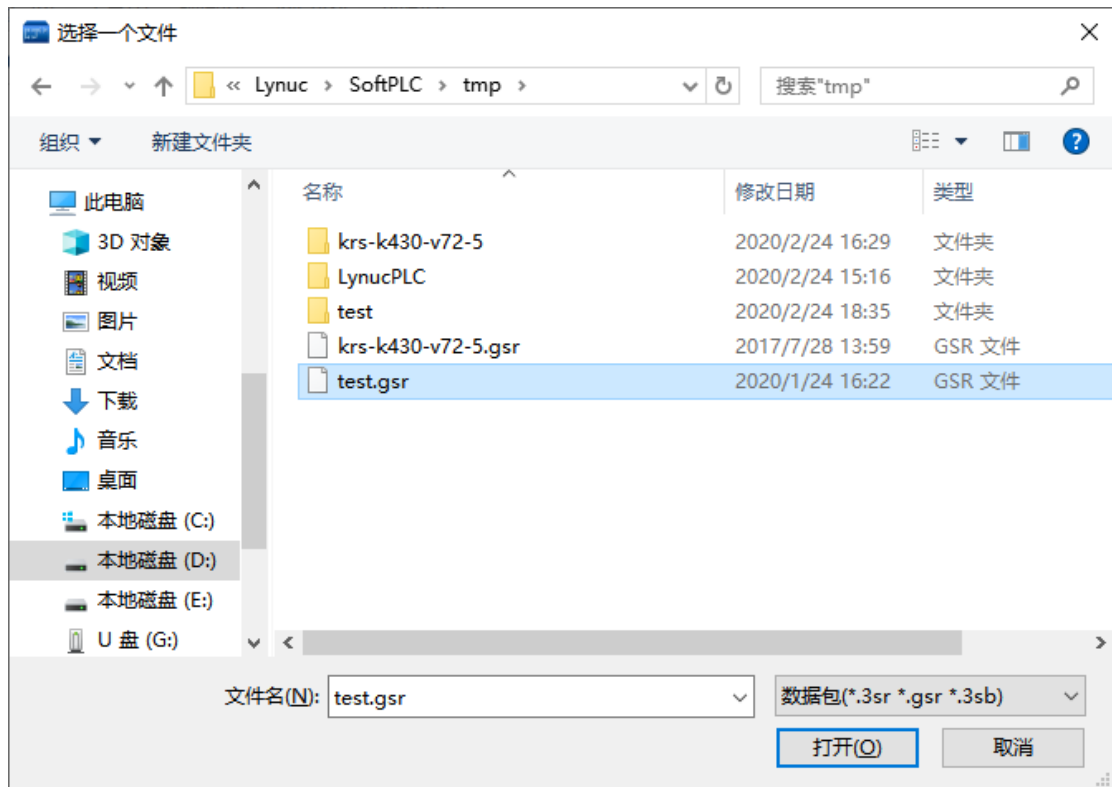 选择一个文件
« Lynuc › SoftPLC › tmp ›
搜索"tmp"
组织
新建文件夹
此电脑
3D 对象
视频
图片
文档
下载
音乐
桌面
本地磁盘 (C:)
本地磁盘 (D:)
本地磁盘 (E:)
U 盘 (G:)
名称 修改日期 类型
krs-k430-v72-5 2020/2/24 16:29 文件夹
LynucPLC 2020/2/24 15:16 文件夹
test 2020/2/24 18:35 文件夹
krs-k430-v72-5.gsr 2017/7/28 13:59 GSR 文件
test.gsr 2020/1/24 16:22 GSR 文件
文件名(N): test.gsr
数据包(*.3sr *.gsr *.3sb)
打开(O)
取消